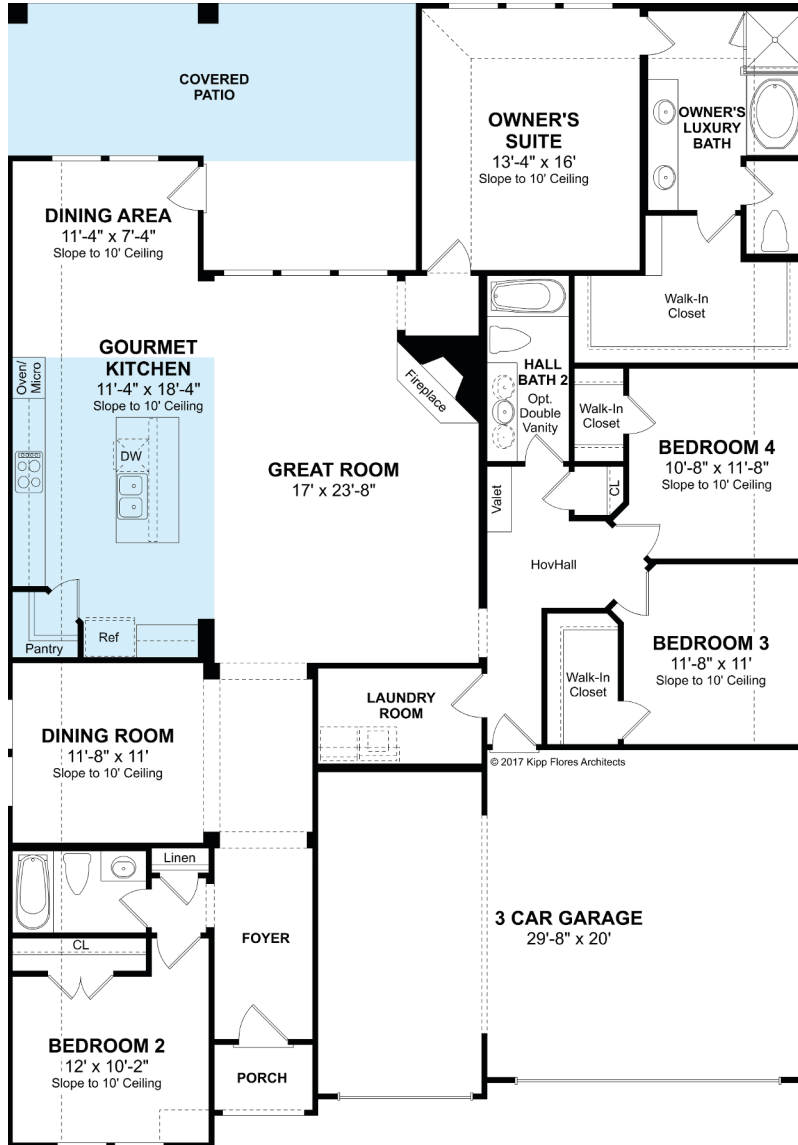 COVERED
PATIO
OWNER'S
SUITE
13'-4" x 16'
Slope to 10' Ceiling
OWNER'S
LUXURY
BATH
DINING AREA
11'-4" x 7'-4"
Slope to 10' Ceiling
Walk-In
Closet
GOURMET
KITCHEN
11'-4" x 18'-4"
Slope to 10' Ceiling
Oven/
Micro
DW
Fireplace
HALL
BATH 2
Opt.
Double
Vanity
Walk-In
Closet
BEDROOM 4
10'-8" x 11'-8"
Slope to 10' Ceiling
GREAT ROOM
17' x 23'-8"
Valet
CL
HovHall
Pantry
Ref
BEDROOM 3
11'-8" x 11'
Slope to 10' Ceiling
Walk-In
Closet
LAUNDRY
ROOM
DINING ROOM
11'-8" x 11'
Slope to 10' Ceiling
© 2017 Kipp Flores Architects
Linen
CL
FOYER
3 CAR GARAGE
29'-8" x 20'
BEDROOM 2
12' x 10'-2"
Slope to 10' Ceiling
PORCH